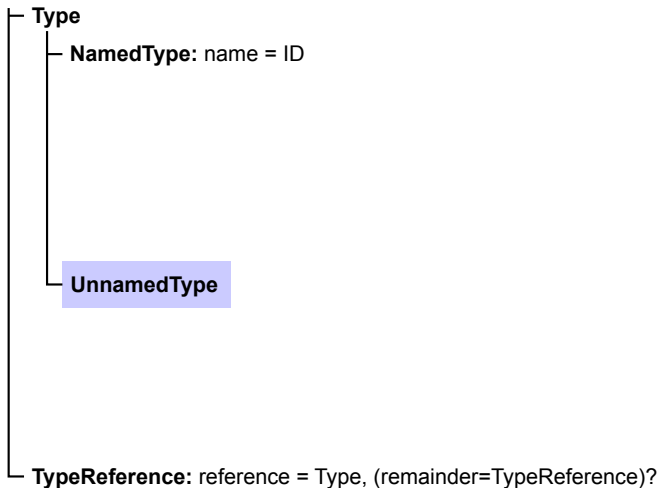 Type
NamedType: name = ID
UnnamedType
TypeReference: reference = Type, (remainder=TypeReference)?